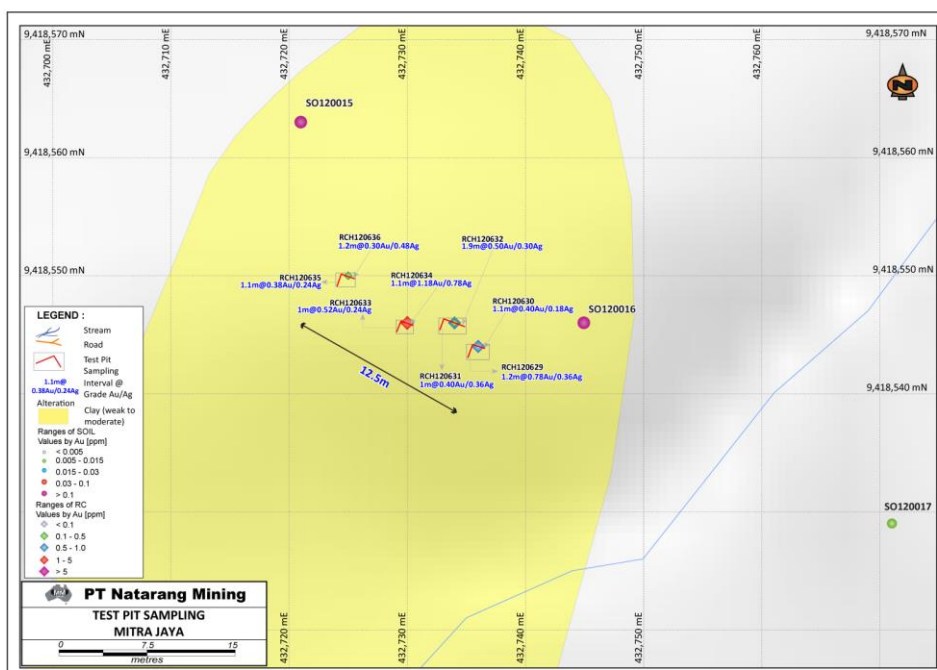 9,418,570 mN
432,700 mE
432,710 mE
432,720 mE
432,730 mE
432,740 mE
432,750 mE
432,760 mE
9,418,570 mN
N
SO120015
9,418,560 mN
9,418,560 mN
RCH120636
1.2m@0.30Au/0.48Ag
RCH120632
1.9m@0.50Au/0.30Ag
9,418,550 mN
9,418,550 mN
RCH120635
1.1m@0.38Au/0.24Ag
RCH120634
1.1m@1.18Au/0.78Ag
RCH120633
1m@0.52Au/0.24Ag
RCH120630
1.1m@0.40Au/0.18Ag
SO120016
12.5m
RCH120631
1m@0.40Au/0.36Ag
RCH120629
1.2m@0.78Au/0.36Ag
9,418,540 mN
SO120017
LEGEND :
Stream
Road
Test Pit
Sampling
1.1m@
0.38Au/0.24Ag
Interval @
Grade Au/Ag
Alteration
Clay (weak to
moderate)
Ranges of SOIL
Values by Au [ppm]
< 0.005
0.005 - 0.015
0.015 - 0.03
0.03 - 0.1
> 0.1
Ranges of RC
Values by Au [ppm]
< 0.1
0.1 - 0.5
0.5 - 1.0
1 - 5
> 5
PT Natarang Mining
TEST PIT SAMPLING
MITRA JAYA
0 7.5 15
metres
432,720 mE
432,730 mE
432,740 mE
432,750 mE
432,760 mE